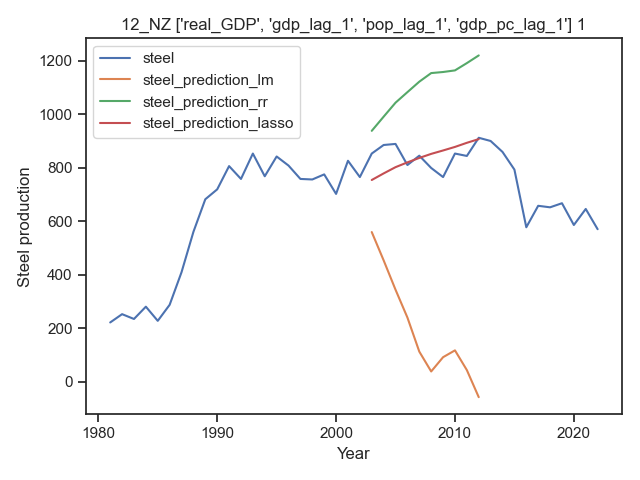 12_NZ ['real_GDP', 'gdp_lag_1', 'pop_lag_1', 'gdp_pc_lag_1'] 1
steel
steel_prediction_lm
steel_prediction_rr
steel_prediction_lasso
1200
1000
800
600
400
200
0
Steel production
1980
1990
2000
2010
2020
Year